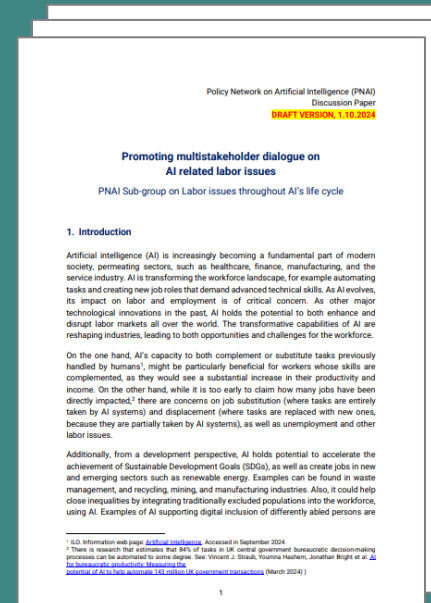 Policy Network on Artificial Intelligence (PNAI)
Discussion Paper
DRAFT VERSION, 1.10.2024
Promoting multistakeholder dialogue on
AI related labor issues
PNAI Sub-group on Labor issues throughout AI's life cycle
1. Introduction
Artificial intelligence (AI) is increasingly becoming a fundamental part of modern
society, permeating sectors, such as healthcare, finance, manufacturing, and the
service industry. AI is transforming the workforce landscape, for example automating
tasks and creating new job roles that demand advanced technical skills. As AI evolves,
its impact on labor and employment is of critical concern. As other major
technological innovations in the past, AI holds the potential to both enhance and
disrupt labor markets all over the world. The transformative capabilities of AI are
reshaping industries, leading to both opportunities and challenges for the workforce.
On the one hand, AI's capacity to both complement or substitute tasks previously
handled by humans¹, might be particularly beneficial for workers whose skills are
complemented, as they would see a substantial increase in their productivity and
income. On the other hand, while it is too early to claim how many jobs have been
directly impacted,² there are concerns on job substitution (where tasks are entirely
taken by AI systems) and displacement (where tasks are replaced with new ones,
because they are partially taken by AI systems), as well as unemployment and other
labor issues.
Additionally, from a development perspective, AI holds potential to accelerate the
achievement of Sustainable Development Goals (SDGs), as well as create jobs in new
and emerging sectors such as renewable energy. Examples can be found in waste
management, and recycling, mining, and manufacturing industries. Also, it could help
close inequalities by integrating traditionally excluded populations into the workforce,
using AI. Examples of AI supporting digital inclusion of differently abled persons are
¹ ILO. Information web page: Artificial Intelligence. Accessed in September 2024
² There is research that estimates that 84% of tasks in UK central government bureaucratic decision-making
processes can be automated to some degree. See: Vincent J. Straub, Youmna Hashem, Jonathan Bright et al. AI
for bureaucratic productivity: Measuring the
potential of AI to help automate 143 million UK government transactions (March 2024) )
1